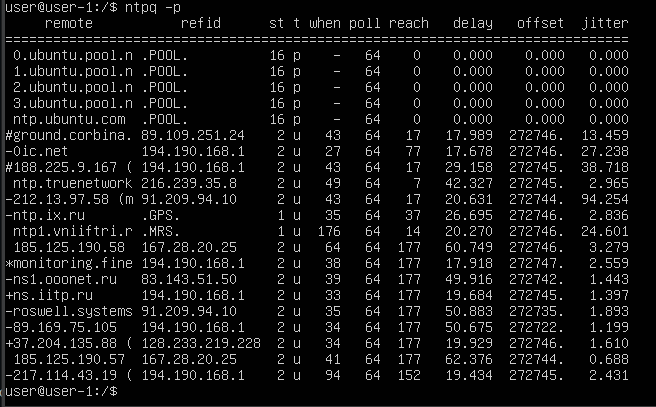 user@user-1:/$ ntpq -p
     remote           refid      st t when poll reach   delay   offset  jitter
==============================================================================
 0.ubuntu.pool.n .POOL.          16 p    -   64    0    0.000    0.000   0.000
 1.ubuntu.pool.n .POOL.          16 p    -   64    0    0.000    0.000   0.000
 2.ubuntu.pool.n .POOL.          16 p    -   64    0    0.000    0.000   0.000
 3.ubuntu.pool.n .POOL.          16 p    -   64    0    0.000    0.000   0.000
 ntp.ubuntu.com  .POOL.          16 p    -   64    0    0.000    0.000   0.000
#ground.corbina. 89.109.251.24    2 u   43   64   17   17.989  272746.  13.459
-0ic.net         194.190.168.1    2 u   27   64   77   17.678  272746.  27.238
#188.225.9.167 ( 194.190.168.1    2 u   43   64   17   29.158  272745.  38.718
 ntp.truenetwork 216.239.35.8     2 u   49   64    7   42.327  272745.   2.965
-212.13.97.58 (m 91.209.94.10     2 u   43   64   17   20.631  272744.  94.254
-ntp.ix.ru       .GPS.            1 u   35   64   37   26.695  272746.   2.836
 ntp1.vniiftri.r .MRS.            1 u  176   64   14   20.270  272746.  24.601
 185.125.190.58  167.28.20.25     2 u   64   64  177   60.749  272746.   3.279
*monitoring.fine 194.190.168.1    2 u   38   64  177   17.918  272747.   2.559
-ns1.ooonet.ru   83.143.51.50     2 u   39   64  177   49.916  272742.   1.443
+ns.iitp.ru      194.190.168.1    2 u   33   64  177   19.684  272745.   1.397
-roswell.systems 91.209.94.10     2 u   35   64  177   50.883  272735.   1.893
-89.169.75.105   194.190.168.1    2 u   34   64  177   50.675  272722.   1.199
+37.204.135.88 ( 128.233.219.228  2 u   34   64  177   19.929  272746.   1.610
 185.125.190.57  167.28.20.25     2 u   41   64  177   62.376  272744.   0.688
-217.114.43.19 ( 194.190.168.1    2 u   94   64  152   19.434  272745.   2.431
user@user-1:/$